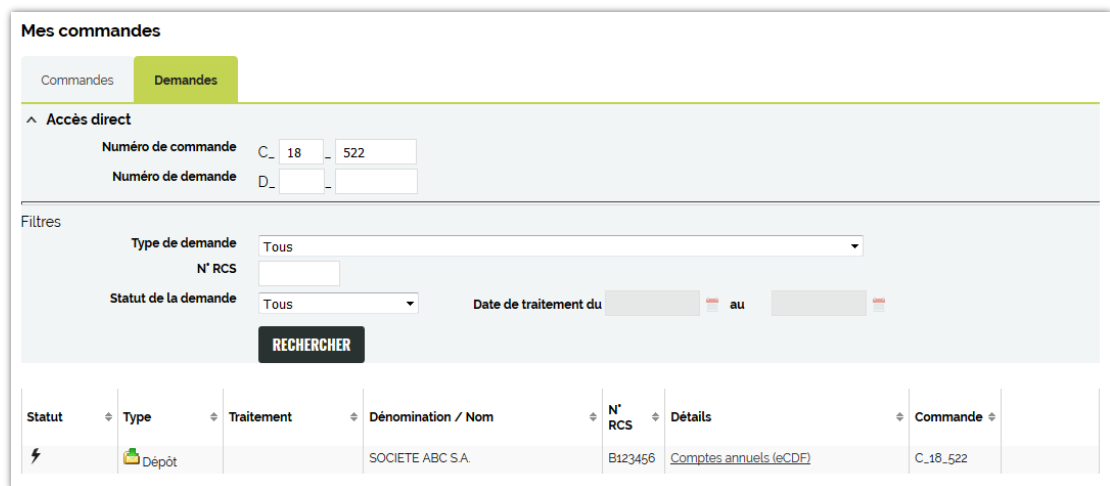 Mes commandes
Commandes Demandes
Accès direct
Numéro de commande C_ 18 _ 522
Numéro de demande D_ _
Filtres
Type de demande Tous
N° RCS
Statut de la demande Tous Date de traitement du au
RECHERCHER
Statut Type Traitement Dénomination / Nom N° RCS Détails Commande
Dépôt SOCIETE ABC S.A. B123456 Comptes annuels (eCDF) C_18_522